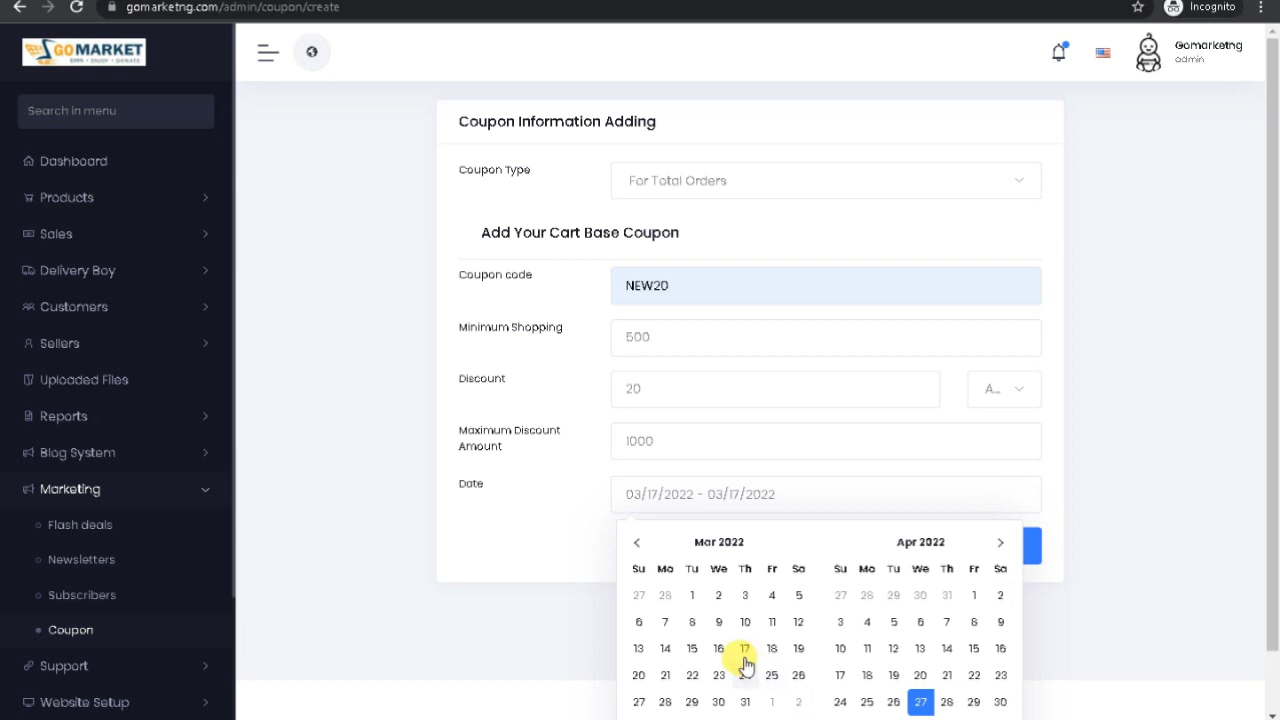 gomarketng.com/admin/coupon/create
Incognito
GOMARKET
Gomarketng
admin
Search in menu
Dashboard
Products
Sales
Delivery Boy
Customers
Sellers
Uploaded Files
Reports
Blog System
Marketing
Flash deals
Newsletters
Subscribers
Coupon
Support
Website Setup
Coupon Information Adding
Coupon Type
For Total Orders
Add Your Cart Base Coupon
Coupon code
NEW20
Minimum Shopping
500
Discount
20
A...
Maximum Discount
Amount
1000
Date
03/17/2022 - 03/17/2022
Mar 2022
Su Mo Tu We Th Fr Sa
27 28 1 2 3 4 5
6 7 8 9 10 11 12
13 14 15 16 17 18 19
20 21 22 23 25 26
27 28 29 30 31 1 2
Apr 2022
Su Mo Tu We Th Fr Sa
27 28 29 30 31 1 2
3 4 5 6 7 8 9
10 11 12 13 14 15 16
17 18 19 20 21 22 23
24 25 26 27 28 29 30